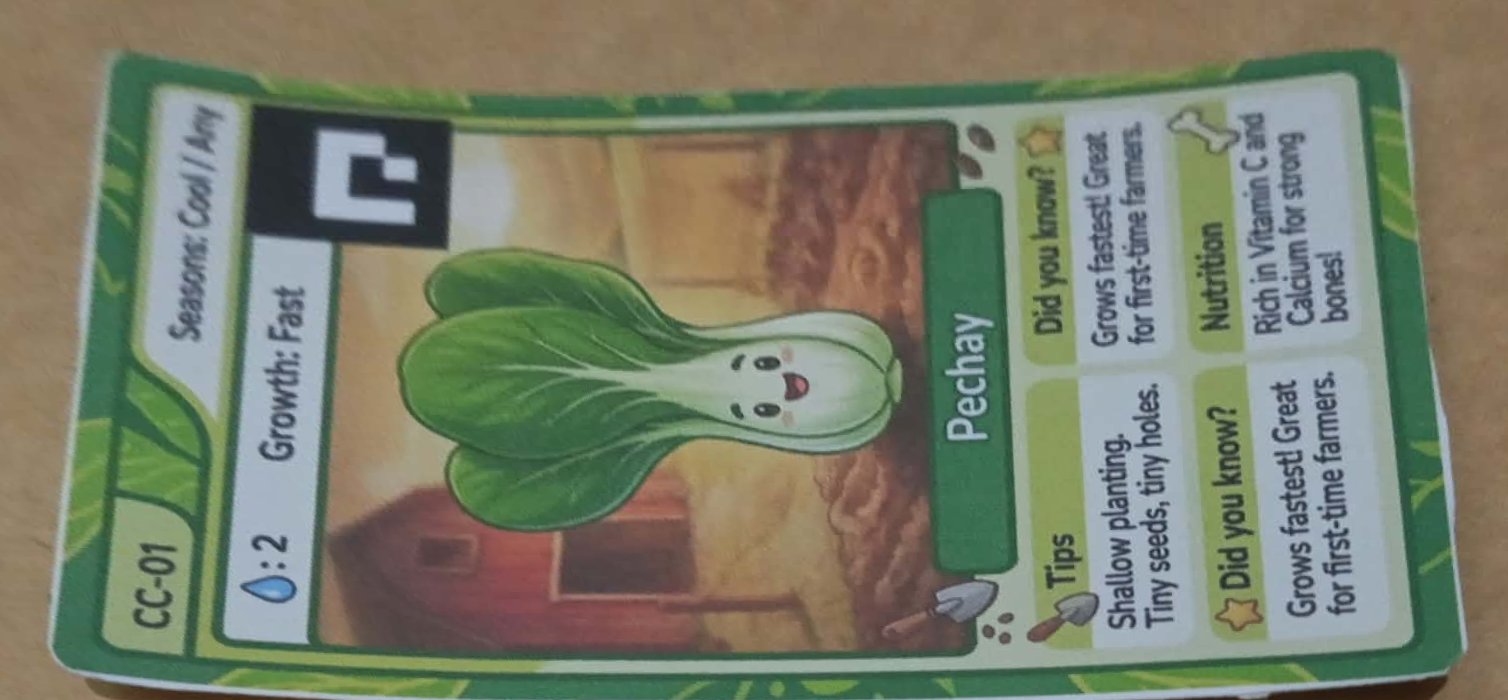 CC-01
Seasons: Cool / Any
: 2 Growth: Fast
Pechay
Tips
Shallow planting.
Tiny seeds, tiny holes.
Did you know?
Grows fastest! Great
for first-time farmers.
Did you know?
Grows fastest! Great
for first-time farmers.
Nutrition
Rich in Vitamin C and
Calcium for strong
bones!